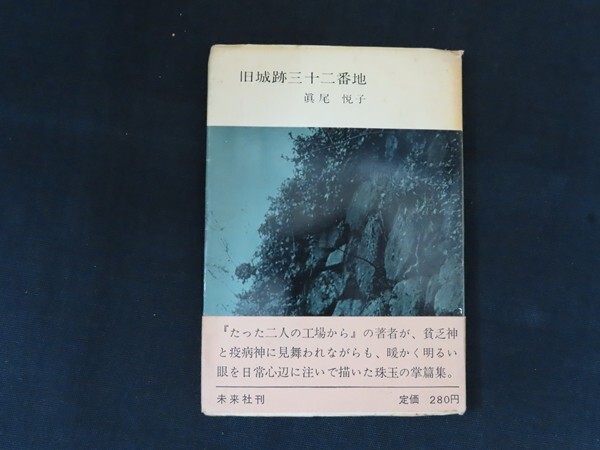 旧城跡三十二番地
眞尾 悦子
『たった二人の工場から』の著者が、貧乏神
と疫病神に見舞われながらも、暖かく明るい
眼を日常心辺に注いで描いた珠玉の掌篇集。
未来社刊 定価 280円